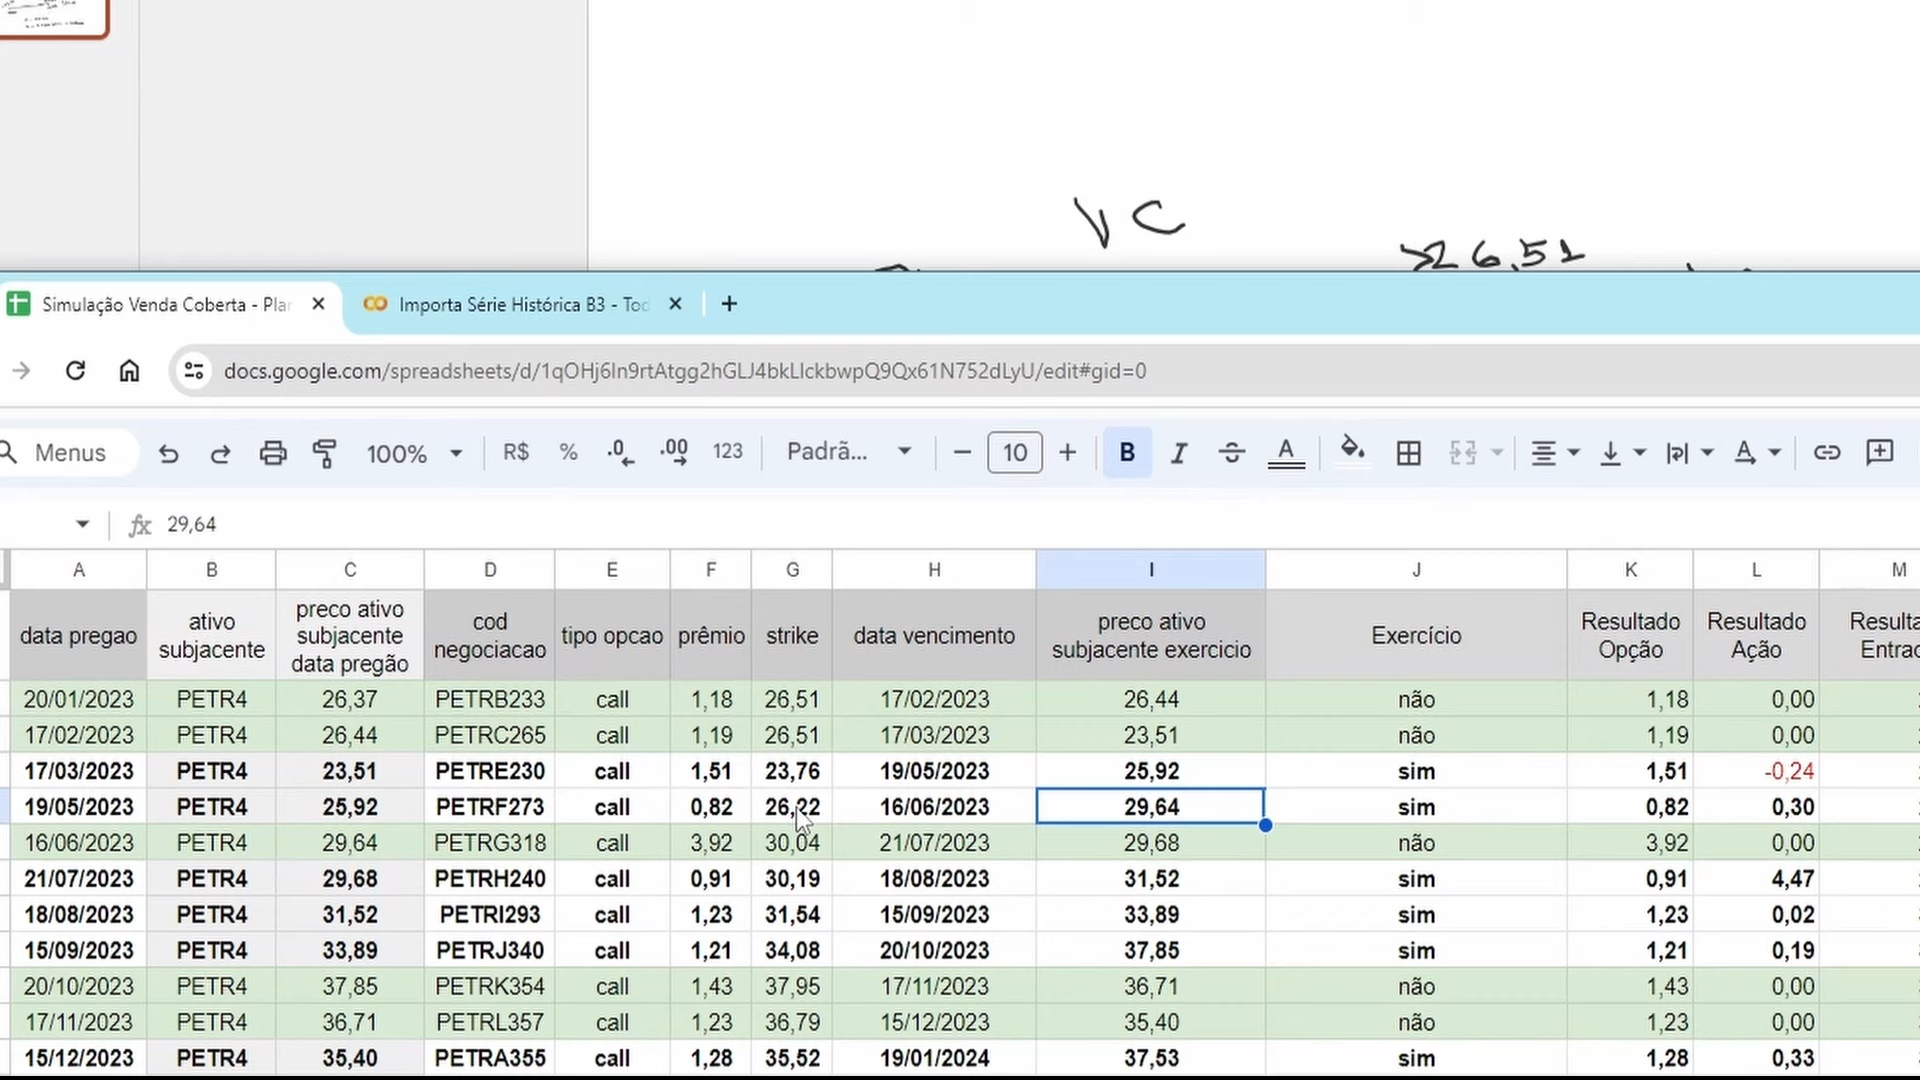 VC
26,51
Simulação Venda Coberta - Plar
Importa Série Histórica B3 - Tod
docs.google.com/spreadsheets/d/1qOHj6In9rtAtgg2hGLJ4bkLIckbwpQ9Qx61N752dLyU/edit#gid=0
Menus 100% R$ % .0 .00 123 Padrã... 10 B I S A A
fx 29,64
A B C D E F G H I J K L M
data pregao ativo subjacente preco ativo subjacente data pregão cod negociacao tipo opcao prêmio strike data vencimento preco ativo subjacente exercicio Exercício Resultado Opção Resultado Ação Resulta Entrac
20/01/2023 PETR4 26,37 PETRB233 call 1,18 26,51 17/02/2023 26,44 não 1,18 0,00
17/02/2023 PETR4 26,44 PETRC265 call 1,19 26,51 17/03/2023 23,51 não 1,19 0,00
17/03/2023 PETR4 23,51 PETRE230 call 1,51 23,76 19/05/2023 25,92 sim 1,51 -0,24
19/05/2023 PETR4 25,92 PETRF273 call 0,82 26,22 16/06/2023 29,64 sim 0,82 0,30
16/06/2023 PETR4 29,64 PETRG318 call 3,92 30,04 21/07/2023 29,68 não 3,92 0,00
21/07/2023 PETR4 29,68 PETRH240 call 0,91 30,19 18/08/2023 31,52 sim 0,91 4,47
18/08/2023 PETR4 31,52 PETRI293 call 1,23 31,54 15/09/2023 33,89 sim 1,23 0,02
15/09/2023 PETR4 33,89 PETRJ340 call 1,21 34,08 20/10/2023 37,85 sim 1,21 0,19
20/10/2023 PETR4 37,85 PETRK354 call 1,43 37,95 17/11/2023 36,71 não 1,43 0,00
17/11/2023 PETR4 36,71 PETRL357 call 1,23 36,79 15/12/2023 35,40 não 1,23 0,00
15/12/2023 PETR4 35,40 PETRA355 call 1,28 35,52 19/01/2024 37,53 sim 1,28 0,33